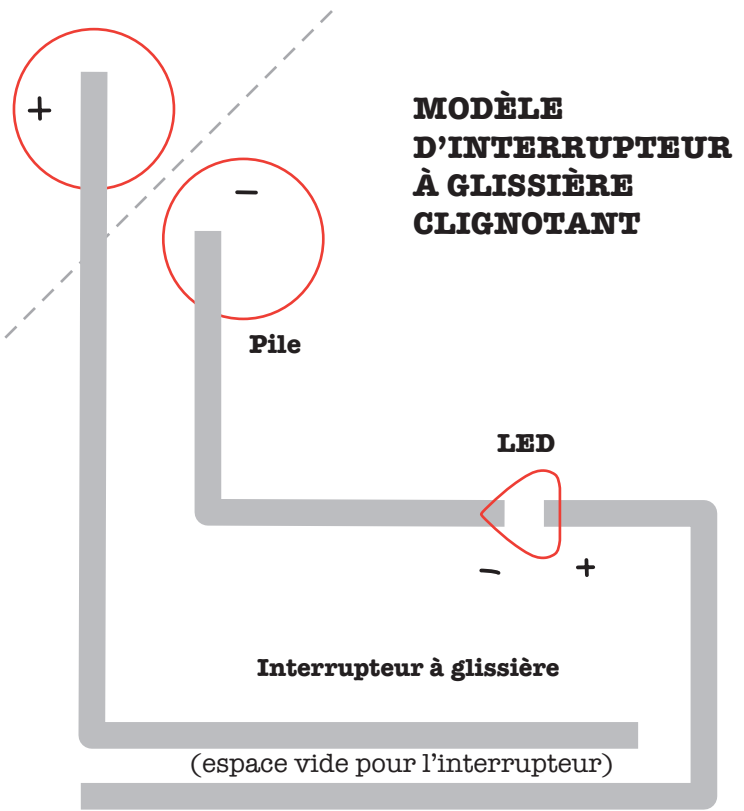 +
MODÈLE
D’INTERRUPTEUR
À GLISSIÈRE
CLIGNOTANT
−
Pile
LED
− +
Interrupteur à glissière
(espace vide pour l’interrupteur)